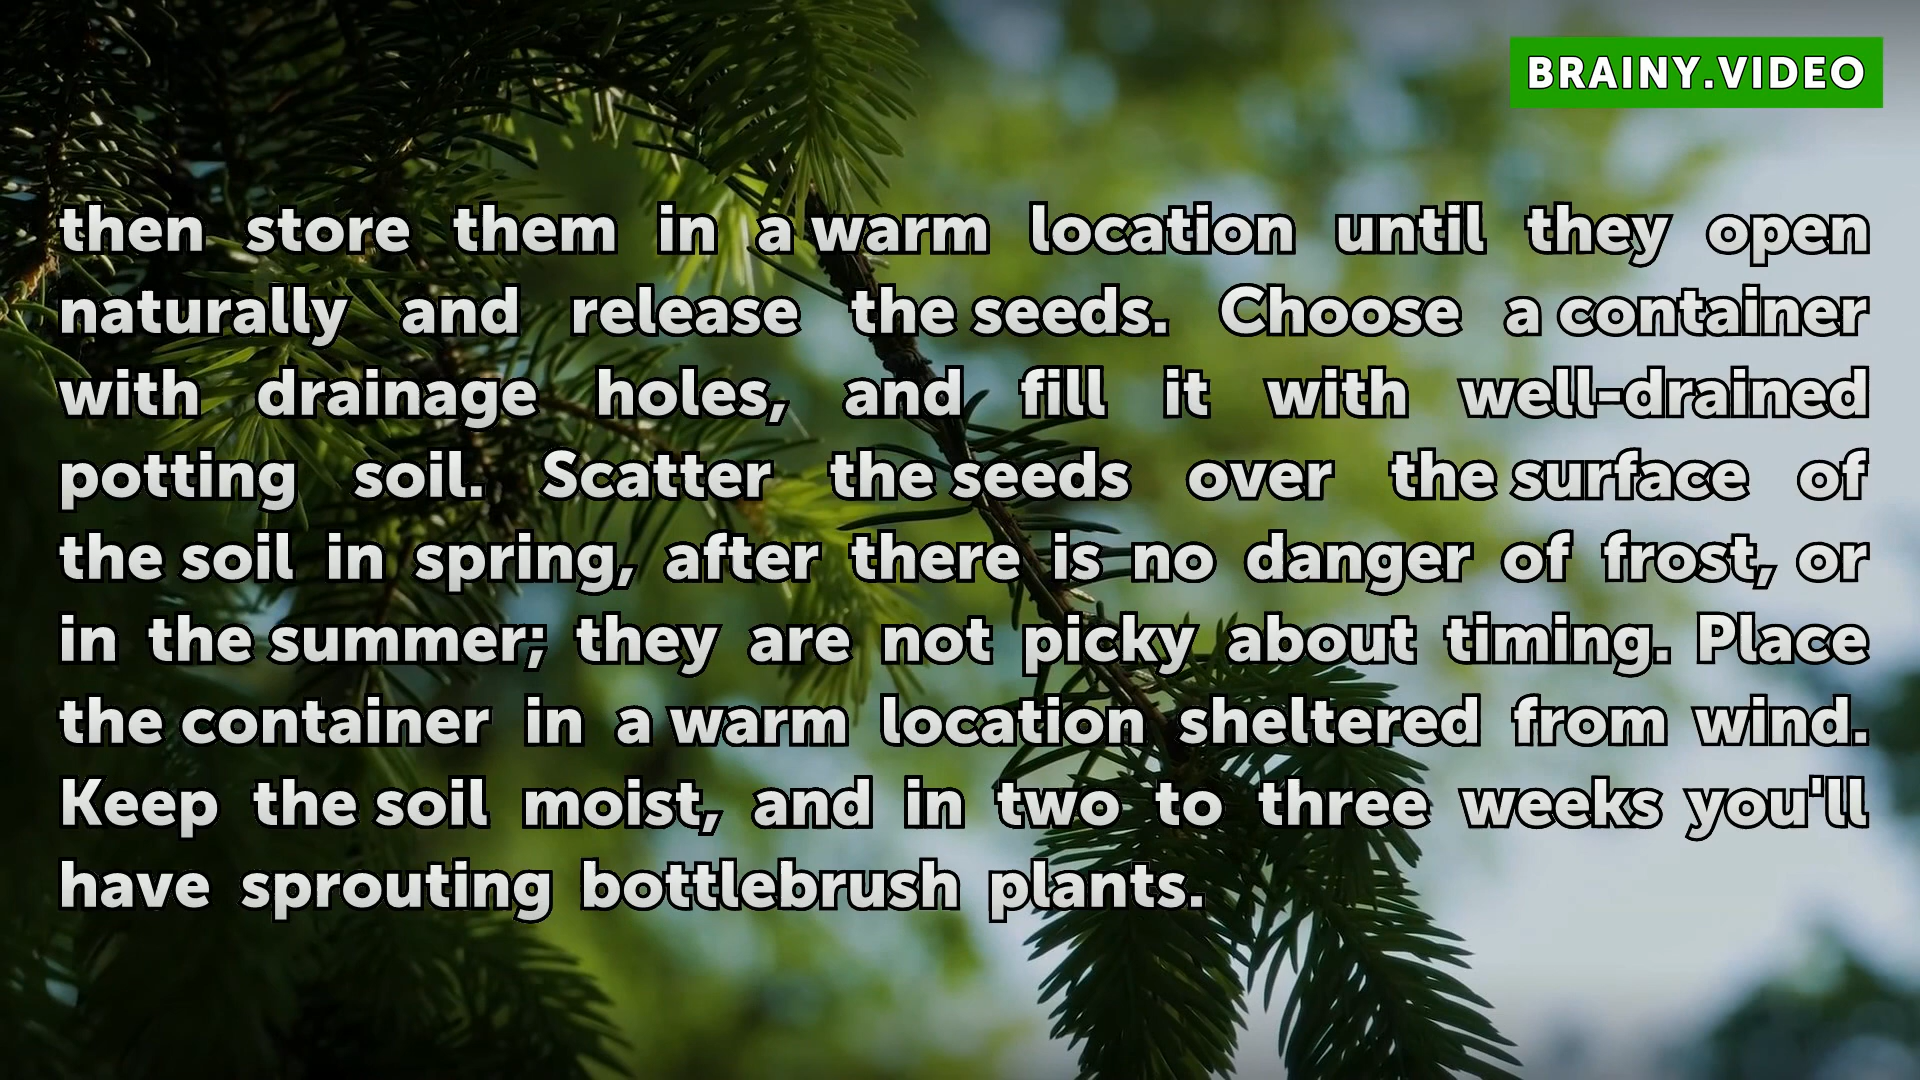 BRAINY.VIDEO
then store them in a warm location until they open
naturally and release the seeds. Choose a container
with drainage holes, and fill it with well-drained
potting soil. Scatter the seeds over the surface of
the soil in spring, after there is no danger of frost, or
in the summer; they are not picky about timing. Place
the container in a warm location sheltered from wind.
Keep the soil moist, and in two to three weeks you'll
have sprouting bottlebrush plants.